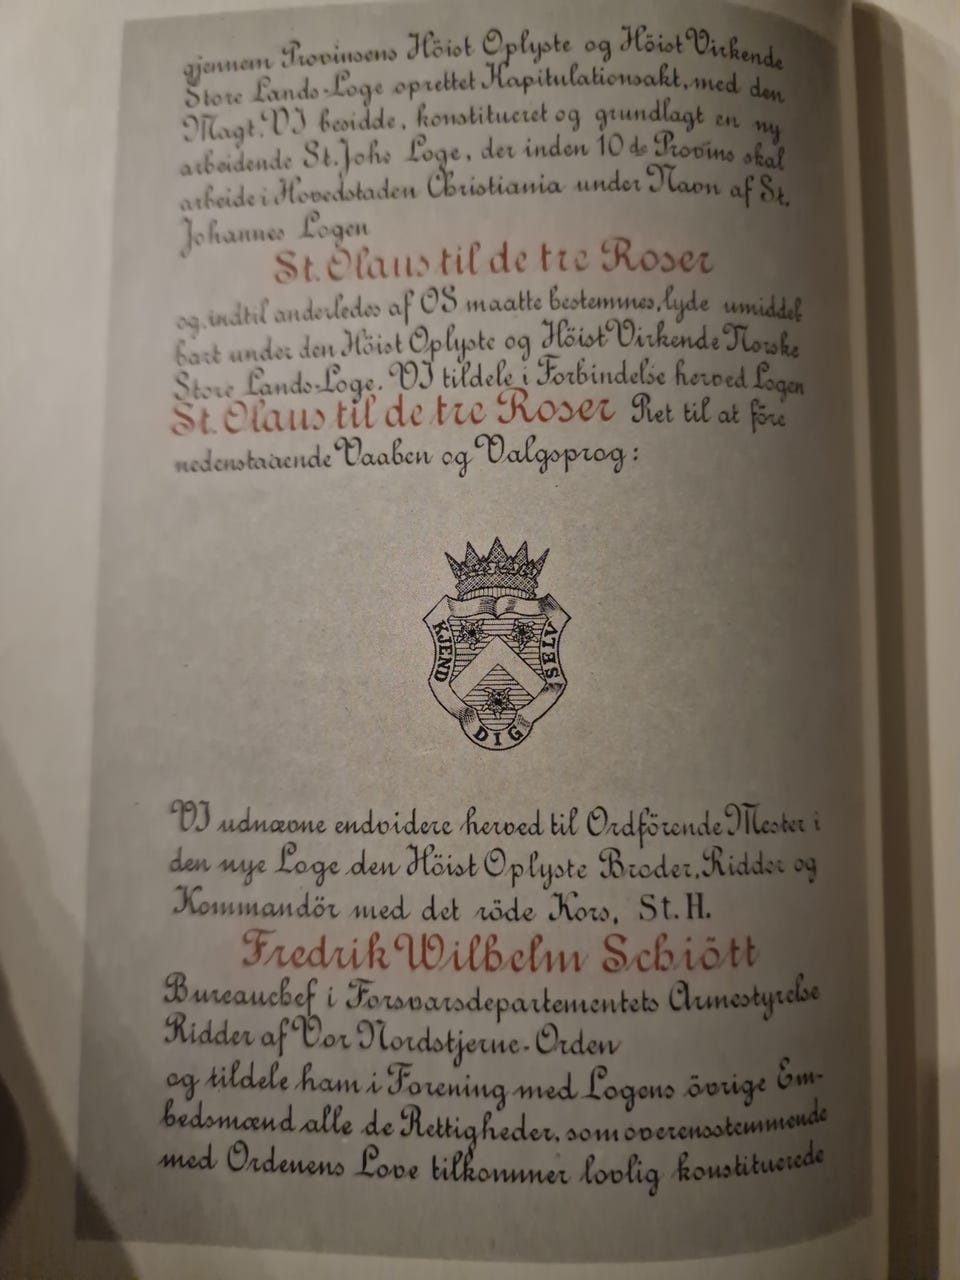 gjennem Provinsens Höist Oplyste og Höist Virkende
Store Lands-Loge oprettet Kapitulationsakt, med den
Magt, VI besidde, konstitueret og grundlagt en ny
arbeidende St. Johs Loge, der inden 10de Provins skal
arbeide i Hovedstaden Christiania under Navn af St.
Johannes Logen
St. Olaus til de tre Roser
og, indtil anderledes af OS maatte bestemmes, lyde umiddel
bart under den Höist Oplyste og Höist Virkende Norske
Store Lands-Loge. VI tildele i Forbindelse herved Logen
St. Olaus til de tre Roser Ret til at före
nedenstaaende Vaaben og Valgsprog:
KJEND
DIG
SELV
VI udnævne endvidere herved til Ordförende Mester i
den nye Loge den Höist Oplyste Broder, Ridder og
Kommandör med det röde Kors, St. H.
Fredrik Wilhelm Schiött
Bureauchef i Forsvarsdepartementets Armestyrelse
Ridder af Vor Nordstjerne-Orden
og tildele ham i Forening med Logens övrige Em-
bedsmænd alle de Rettigheder, som overensstemmende
med Ordenens Love tilkommer lovlig konstituerede